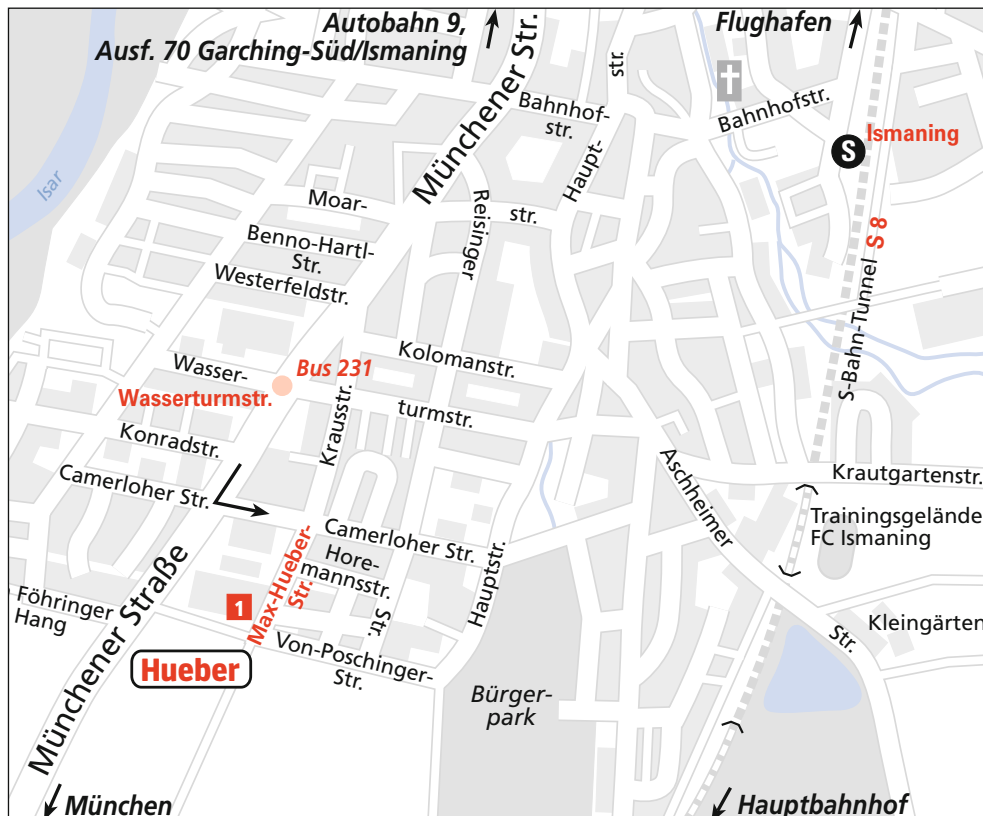 Autobahn 9,
Ausf. 70 Garching-Süd/Ismaning
Münchener Str.
Flughafen
Isar
Bahnhof-
str.
Haupt-
str.
Bahnhofstr.
S
Ismaning
S 8
S-Bahn-Tunnel
Moar-
str.
Reisinger
Benno-Hartl-
Str.
Westerfeldstr.
Kolomanstr.
Wasser-
turmstr.
Bus 231
Wasserturmstr.
Krausstr.
Konradstr.
Camerloher Str.
Camerloher Str.
Aschheimer
Str.
Krautgartenstr.
Trainingsgelände
FC Ismaning
Kleingärten
Hore-
mannsstr.
Str.
Hauptstr.
Max-Hueber-
Str.
1
Föhringer
Hang
Von-Poschinger-
Str.
Hueber
Münchener Straße
Bürger-
park
München
Hauptbahnhof